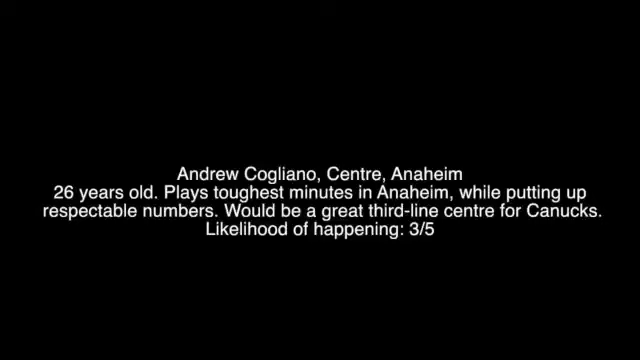 Andrew Cogliano, Centre, Anaheim
26 years old. Plays toughest minutes in Anaheim, while putting up
respectable numbers. Would be a great third-line centre for Canucks.
Likelihood of happening: 3/5